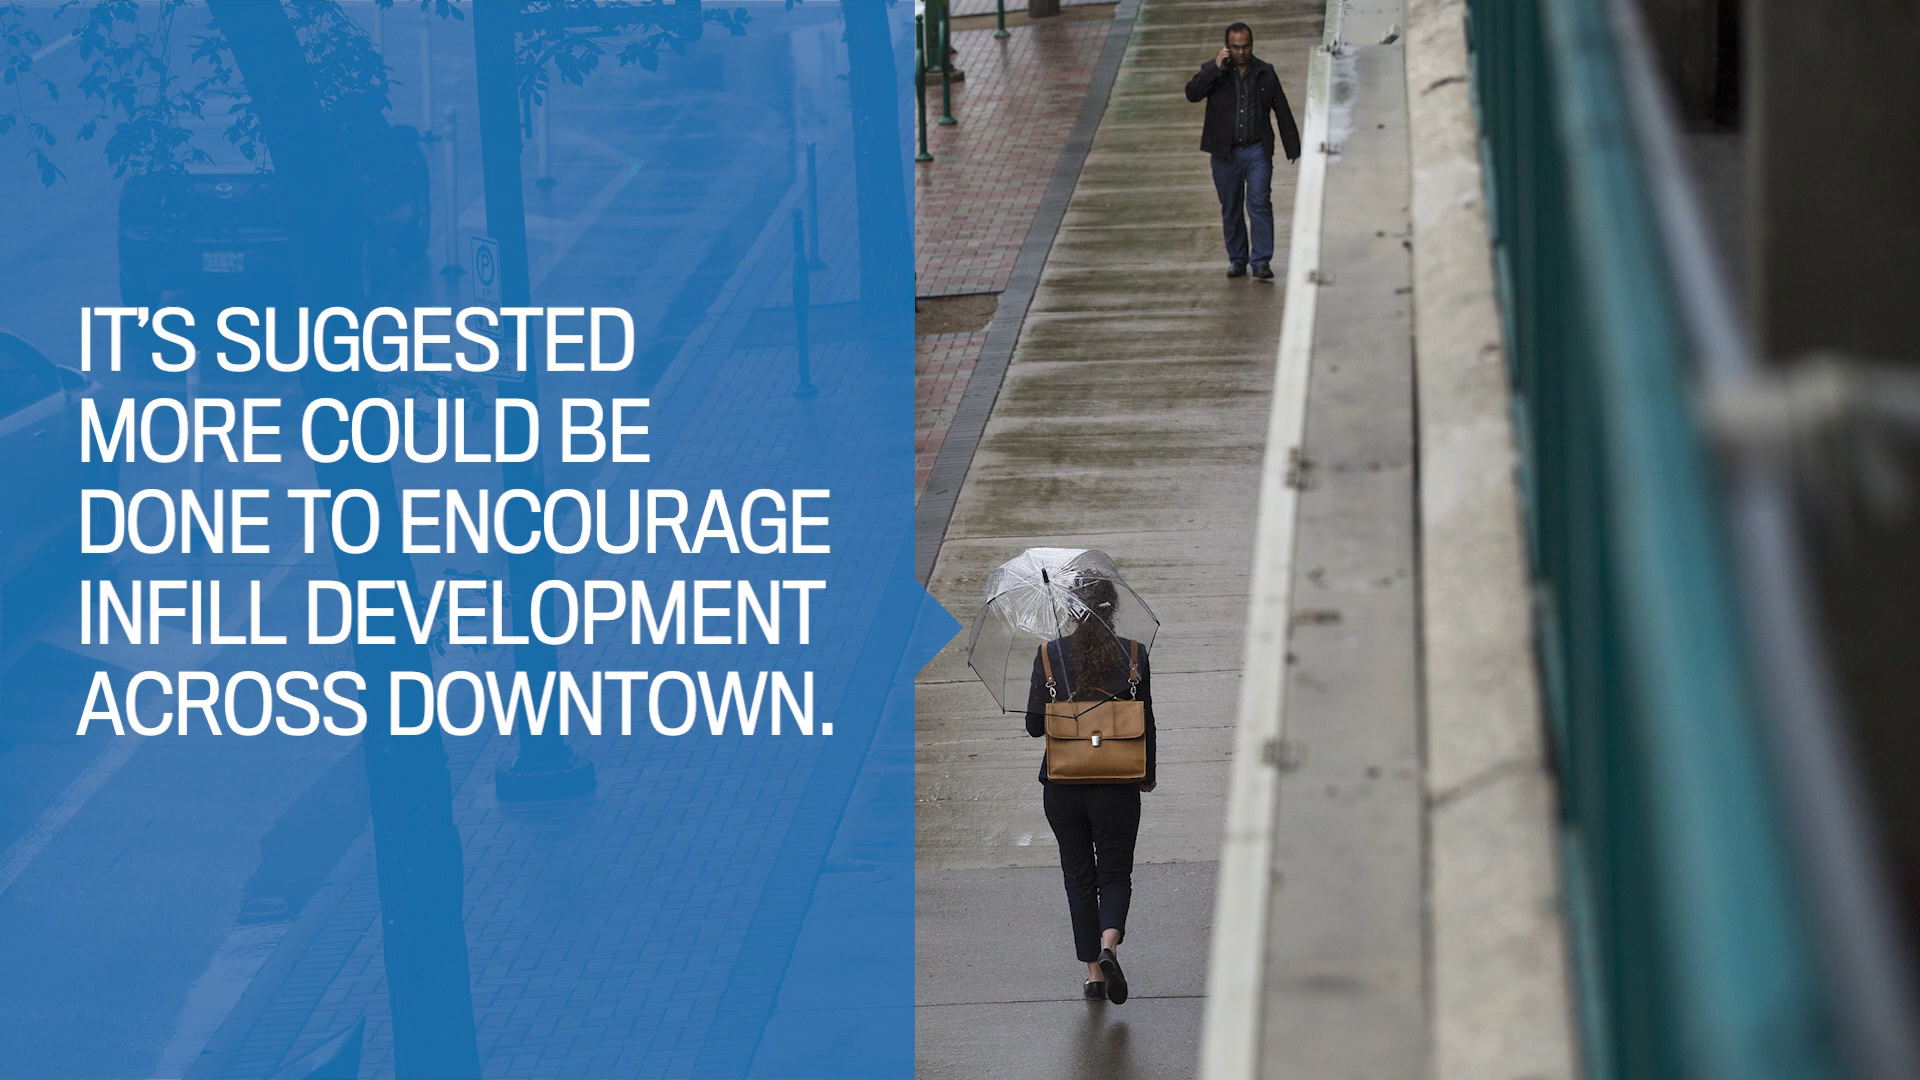 IT’S SUGGESTED
MORE COULD BE
DONE TO ENCOURAGE
INFILL DEVELOPMENT
ACROSS DOWNTOWN.